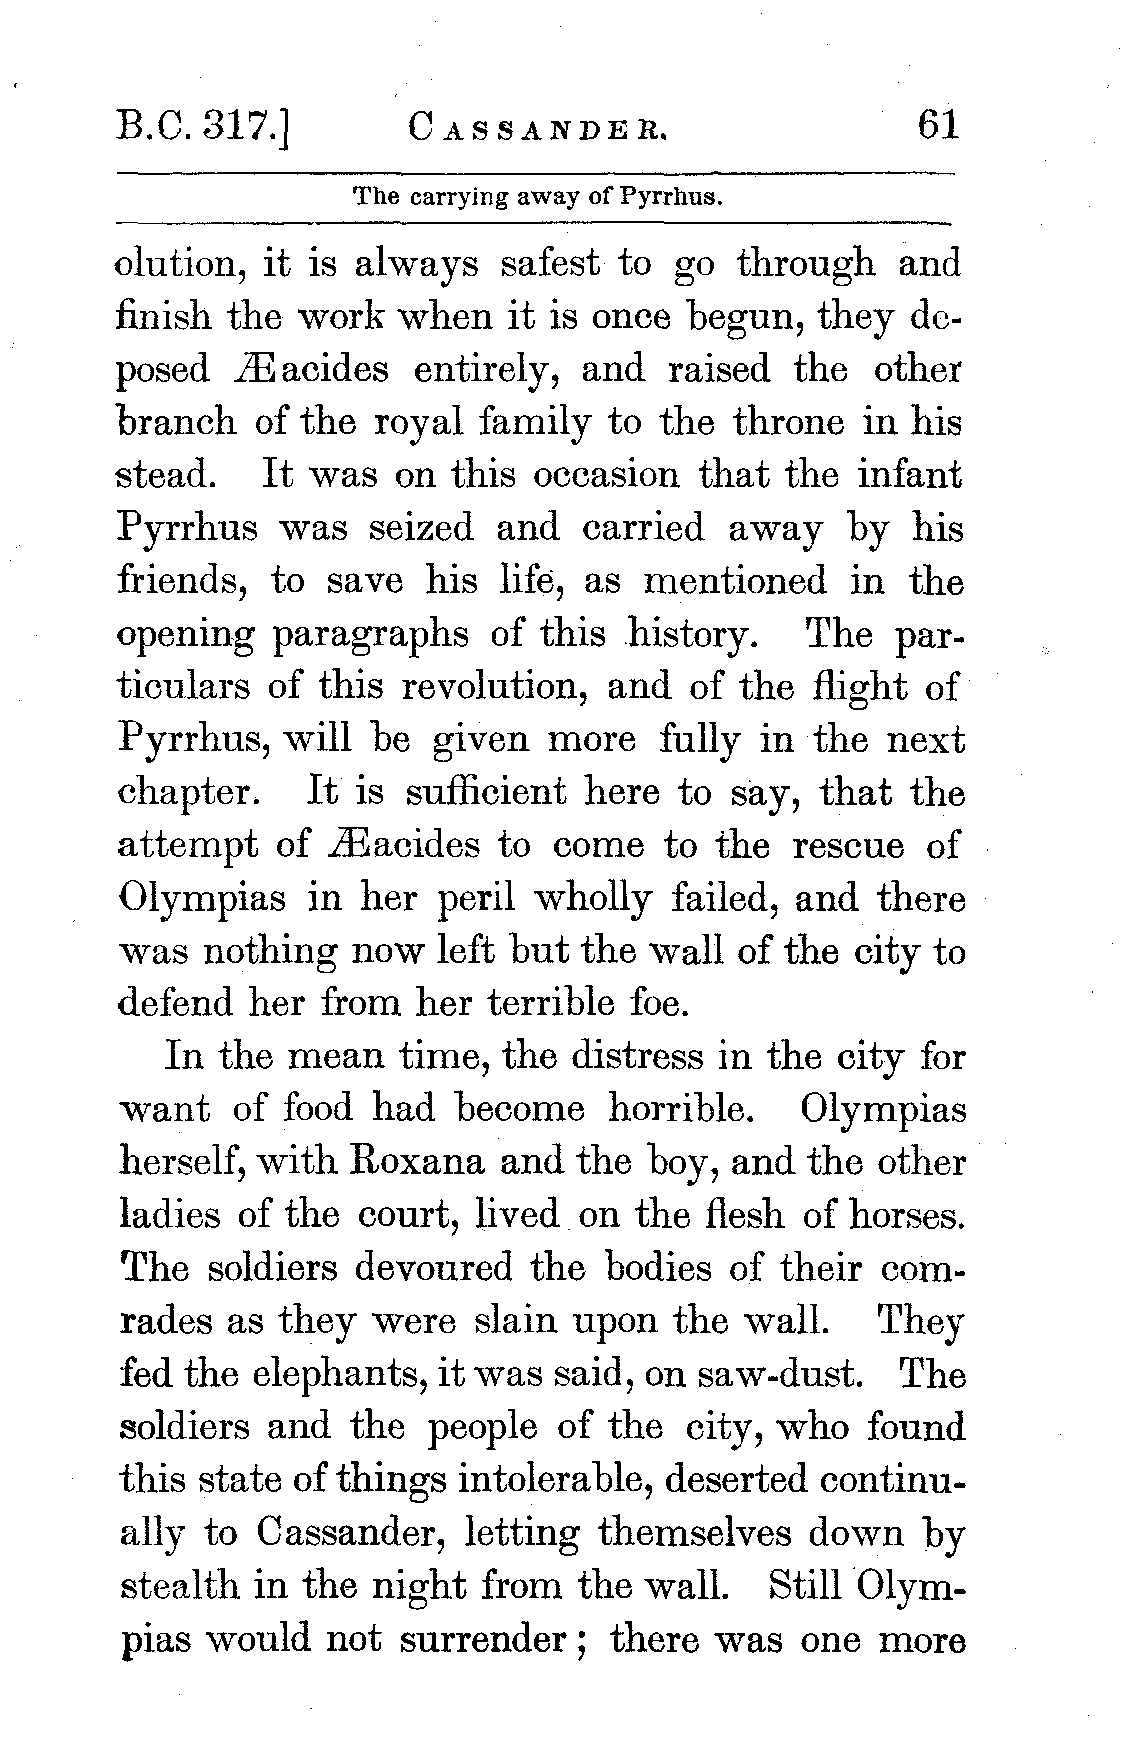 B.C. 317.] CASSANDER. 61
The carrying away of Pyrrhus.
olution, it is always safest to go through and
finish the work when it is once begun, they de-
posed Æacides entirely, and raised the other
branch of the royal family to the throne in his
stead. It was on this occasion that the infant
Pyrrhus was seized and carried away by his
friends, to save his life, as mentioned in the
opening paragraphs of this history. The par-
ticulars of this revolution, and of the flight of
Pyrrhus, will be given more fully in the next
chapter. It is sufficient here to say, that the
attempt of Æacides to come to the rescue of
Olympias in her peril wholly failed, and there
was nothing now left but the wall of the city to
defend her from her terrible foe.
In the mean time, the distress in the city for
want of food had become horrible. Olympias
herself, with Roxana and the boy, and the other
ladies of the court, lived on the flesh of horses.
The soldiers devoured the bodies of their com-
rades as they were slain upon the wall. They
fed the elephants, it was said, on saw-dust. The
soldiers and the people of the city, who found
this state of things intolerable, deserted continu-
ally to Cassander, letting themselves down by
stealth in the night from the wall. Still Olym-
pias would not surrender; there was one more